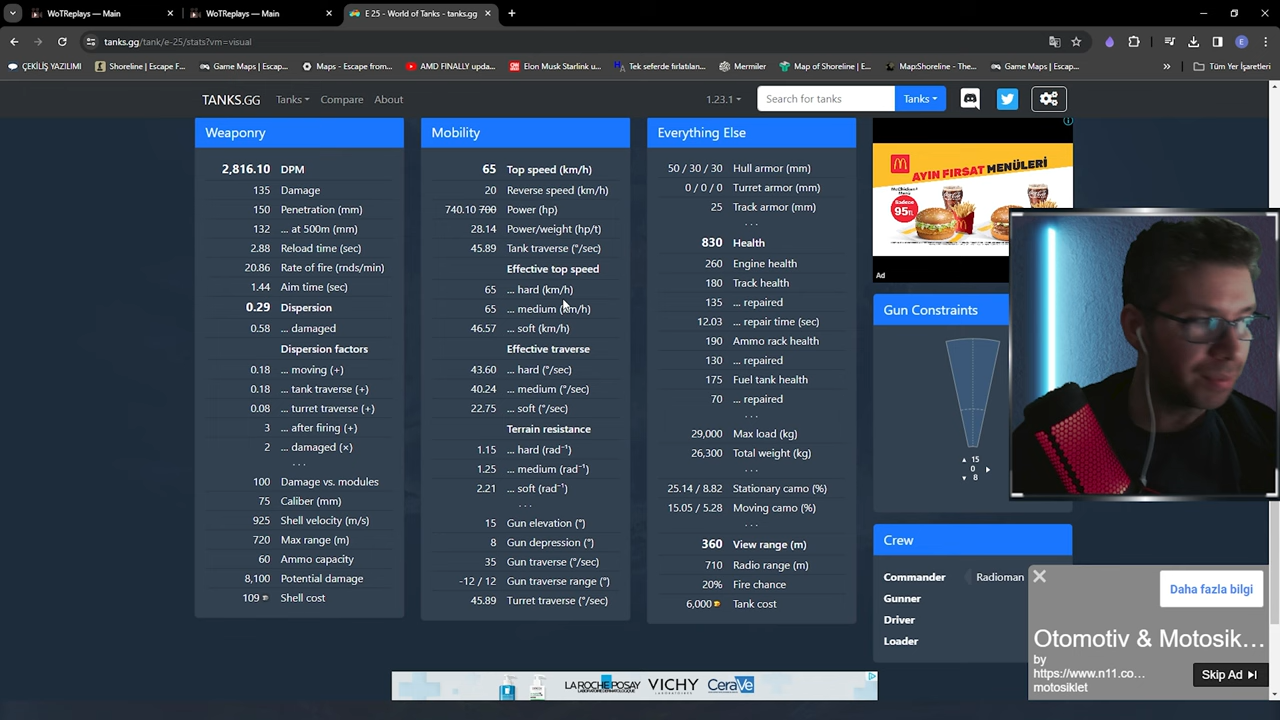 WoTReplays — Main
WoTReplays — Main
E 25 - World of Tanks - tanks.gg
tanks.gg/tank/e-25/stats?vm=visual
E
ÇEKİLİŞ YAZILIMI
Shoreline | Escape F...
Game Maps | Escap...
Maps - Escape from...
AMD FINALLY upda...
Elon Musk Starlink u...
Tek seferde fırlatılan...
Mermiler
Map of Shoreline | E...
Map:Shoreline - The...
Game Maps | Escap...
»
Tüm Yer İşaretleri
TANKS.GG
Tanks
Compare
About
1.23.1
Search for tanks
Tanks
Weaponry
2,816.10 DPM
135 Damage
150 Penetration (mm)
132 ... at 500m (mm)
2.88 Reload time (sec)
20.86 Rate of fire (rnds/min)
1.44 Aim time (sec)
0.29 Dispersion
0.58 ... damaged
Dispersion factors
0.18 ... moving (+)
0.18 ... tank traverse (+)
0.08 ... turret traverse (+)
3 ... after firing (+)
2 ... damaged (×)
...
100 Damage vs. modules
75 Caliber (mm)
925 Shell velocity (m/s)
720 Max range (m)
60 Ammo capacity
8,100 Potential damage
109 Shell cost
Mobility
65 Top speed (km/h)
20 Reverse speed (km/h)
740.10 700 Power (hp)
28.14 Power/weight (hp/t)
45.89 Tank traverse (°/sec)
Effective top speed
65 ... hard (km/h)
65 ... medium (km/h)
46.57 ... soft (km/h)
Effective traverse
43.60 ... hard (°/sec)
40.24 ... medium (°/sec)
22.75 ... soft (°/sec)
Terrain resistance
1.15 ... hard (rad⁻¹)
1.25 ... medium (rad⁻¹)
2.21 ... soft (rad⁻¹)
...
15 Gun elevation (°)
8 Gun depression (°)
35 Gun traverse (°/sec)
-12 / 12 Gun traverse range (°)
45.89 Turret traverse (°/sec)
Everything Else
50 / 30 / 30 Hull armor (mm)
0 / 0 / 0 Turret armor (mm)
25 Track armor (mm)
...
830 Health
260 Engine health
180 Track health
135 ... repaired
12.03 ... repair time (sec)
190 Ammo rack health
130 ... repaired
175 Fuel tank health
70 ... repaired
...
29,000 Max load (kg)
26,300 Total weight (kg)
...
25.14 / 8.82 Stationary camo (%)
15.05 / 5.28 Moving camo (%)
...
360 View range (m)
710 Radio range (m)
20% Fire chance
6,000 Tank cost
AYIN FIRSAT MENÜLERİ
95TL
Ad
Gun Constraints
15
0
8
Crew
Commander Radioman
Gunner
Driver
Loader
Daha fazla bilgi
Otomotiv & Motosik...
by
https://www.n11.co...
motosiklet
Skip Ad
LA ROCHE-POSAY VICHY CeraVe